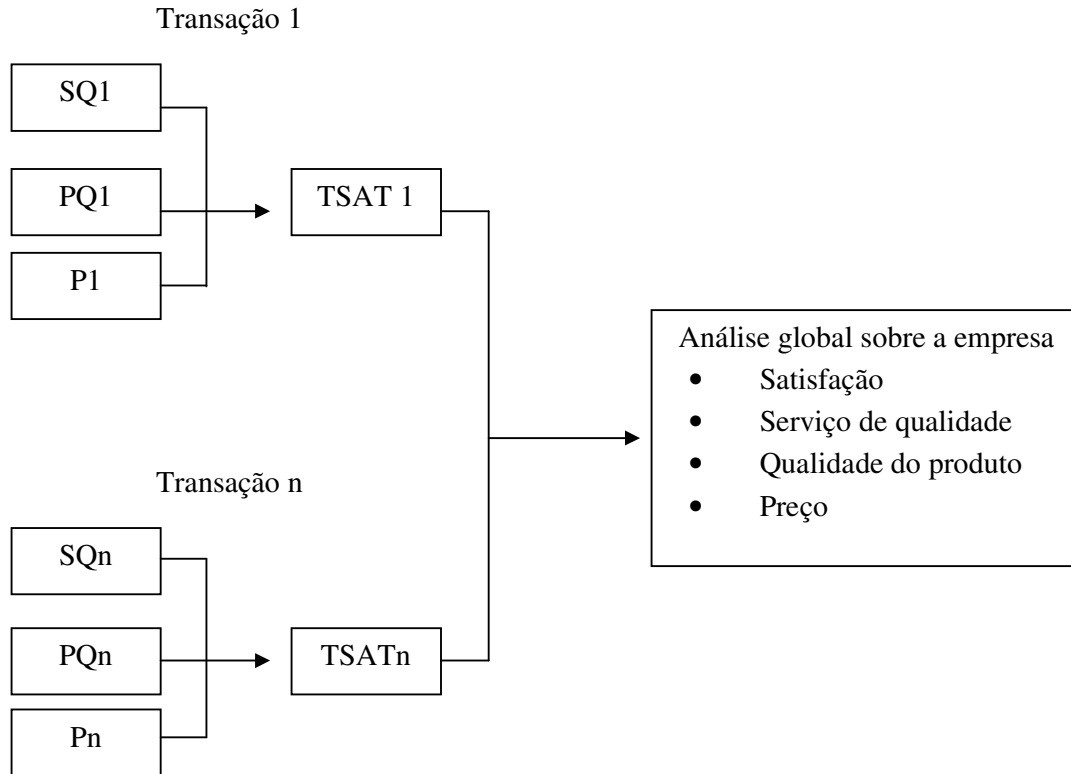 Transação 1
SQ1
PQ1
P1
TSAT 1
Análise global sobre a empresa
• Satisfação
• Serviço de qualidade
• Qualidade do produto
• Preço
Transação n
SQn
PQn
Pn
TSATn